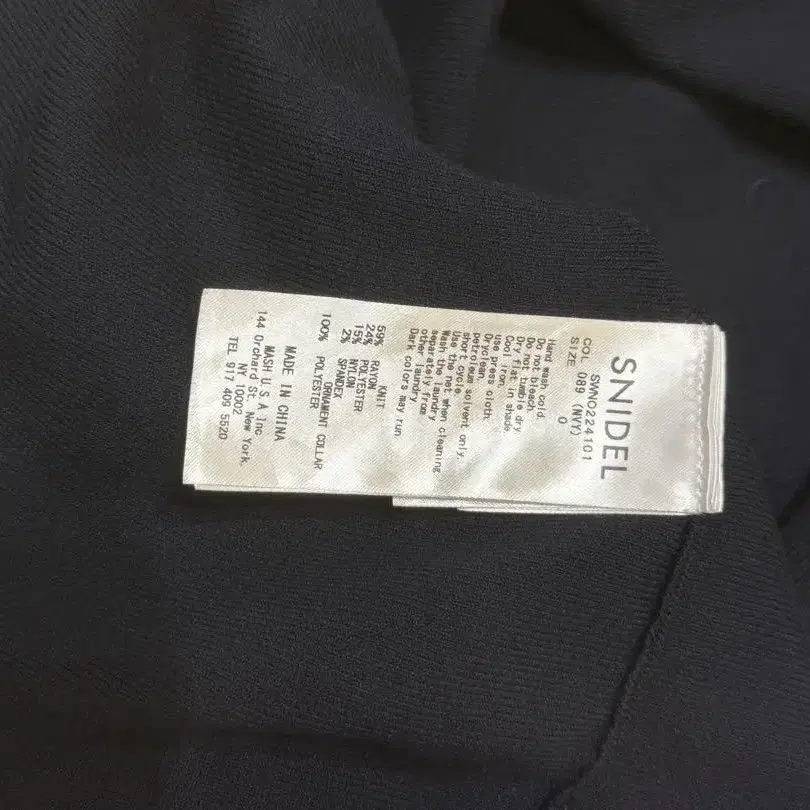 SNIDEL
SWNO224101
COL 089 (NVY)
SIZE 0
Hand wash cold.
Do not bleach.
Do not tumble dry
Dry flat in shade
Cool iron.
use press cloth.
Dryclean.
petroleum solvent only.
short cycle.
Use the net when cleaning
Wash the laundry
separately from
other laundry
Dark colors may run
KNIT
59% RAYON
24% POLYESTER
15% NYLON
2% SPANDEX
ORNAMENT COLLAR
100% POLYESTER
MADE IN CHINA
MASH U.S.A inc
144 Orchard St. New York.
NY 10002
TEL 917 409 5520